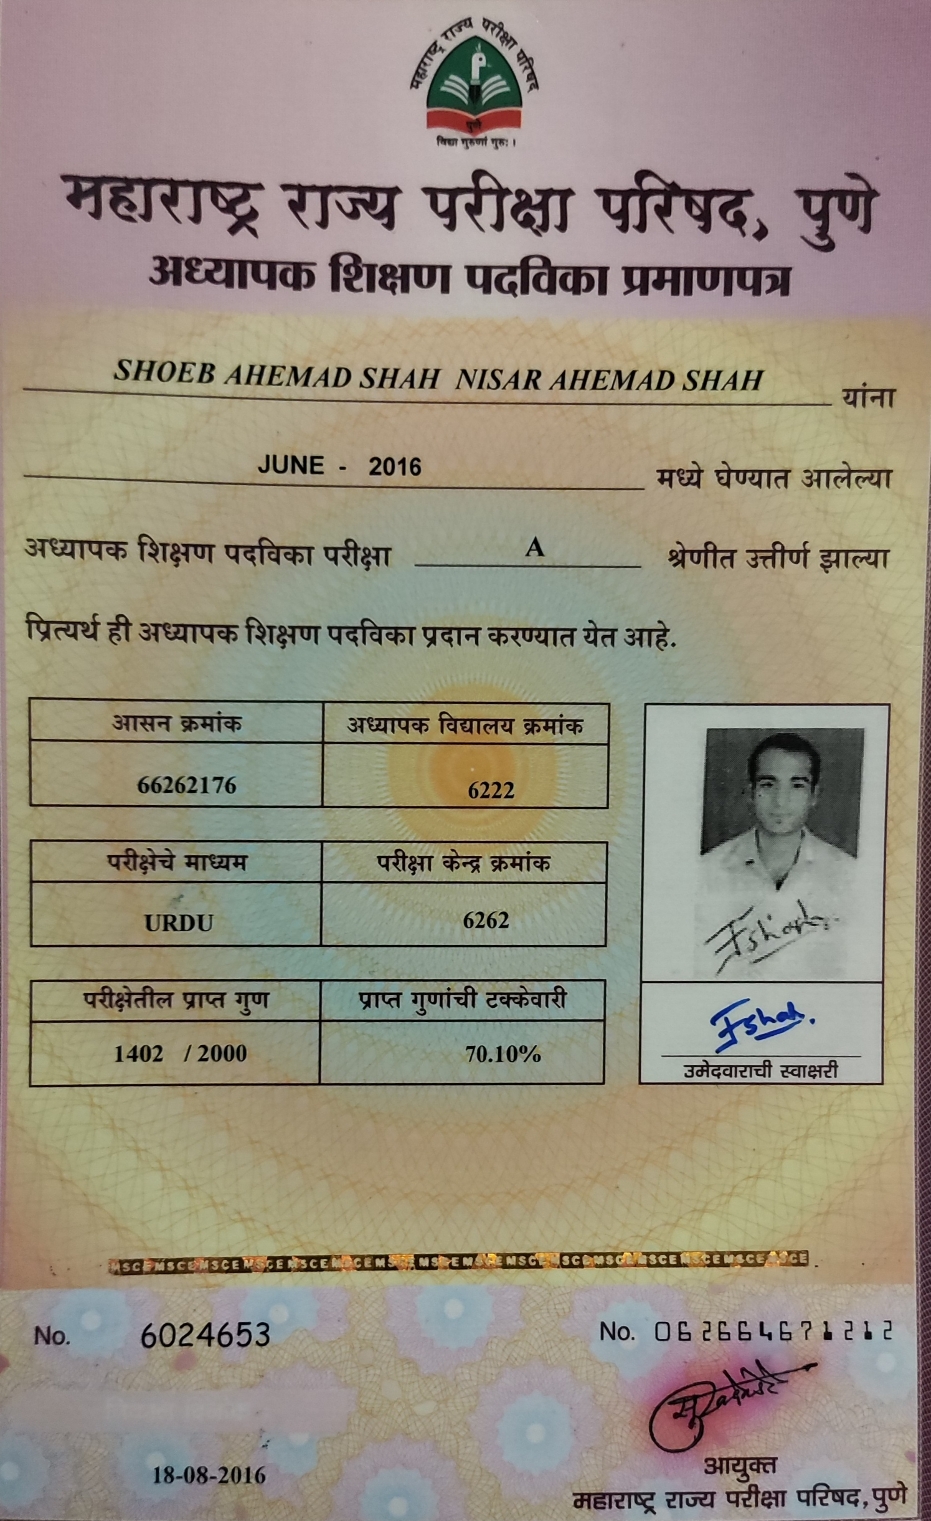 महाराष्ट्र राज्य परीक्षा परिषद
पुणे
विद्या गुरुणां गुरुः ।
महाराष्ट्र राज्य परीक्षा परिषद, पुणे
अध्यापक शिक्षण पदविका प्रमाणपत्र
SHOEB AHEMAD SHAH NISAR AHEMAD SHAH यांना
JUNE - 2016 मध्ये घेण्यात आलेल्या
अध्यापक शिक्षण पदविका परीक्षा A श्रेणीत उत्तीर्ण झाल्या
प्रित्यर्थ ही अध्यापक शिक्षण पदविका प्रदान करण्यात येत आहे.
आसन क्रमांक अध्यापक विद्यालय क्रमांक
66262176 6222
परीक्षेचे माध्यम परीक्षा केन्द्र क्रमांक
URDU 6262
परीक्षेतील प्राप्त गुण प्राप्त गुणांची टक्केवारी
1402 / 2000 70.10%
उमेदवाराची स्वाक्षरी
No. 6024653 No. 062664671212
18-08-2016
आयुक्त
महाराष्ट्र राज्य परीक्षा परिषद,पुणे